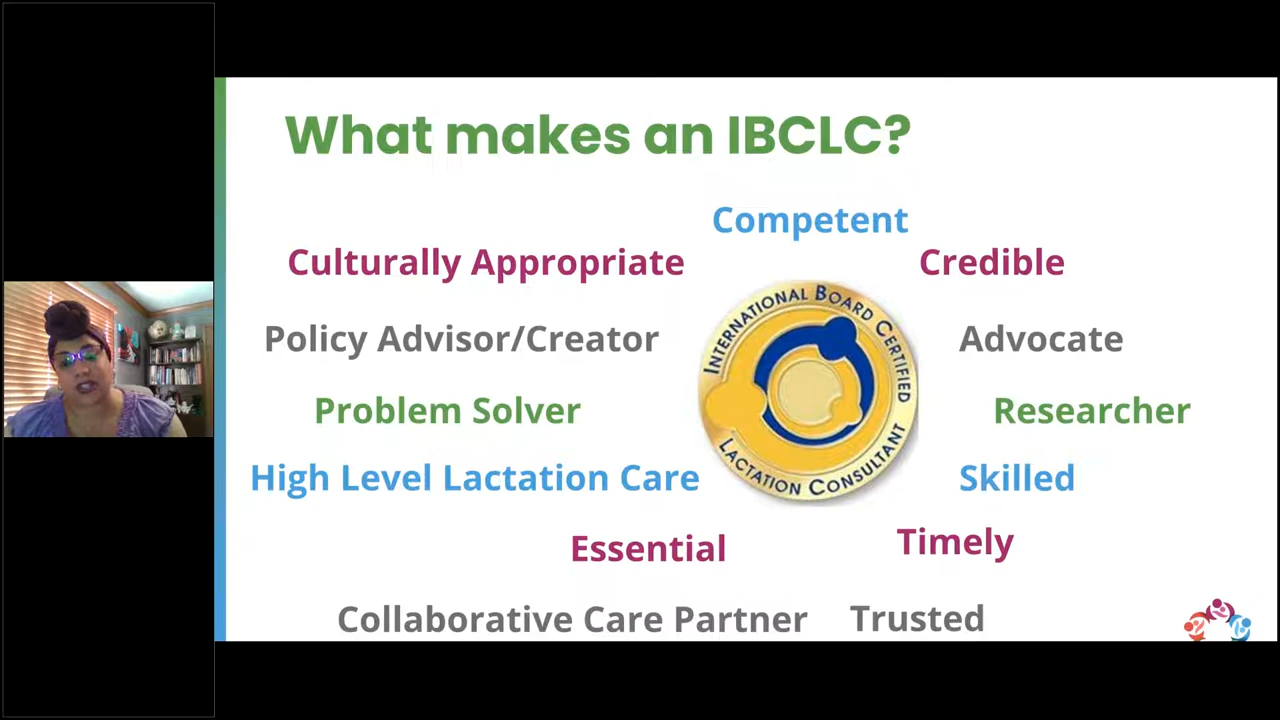 What makes an IBCLC?
Competent
Culturally Appropriate
Credible
INTERNATIONAL BOARD CERTIFIED
LACTATION CONSULTANT
Policy Advisor/Creator
Advocate
Problem Solver
Researcher
High Level Lactation Care
Skilled
Essential
Timely
Collaborative Care Partner
Trusted